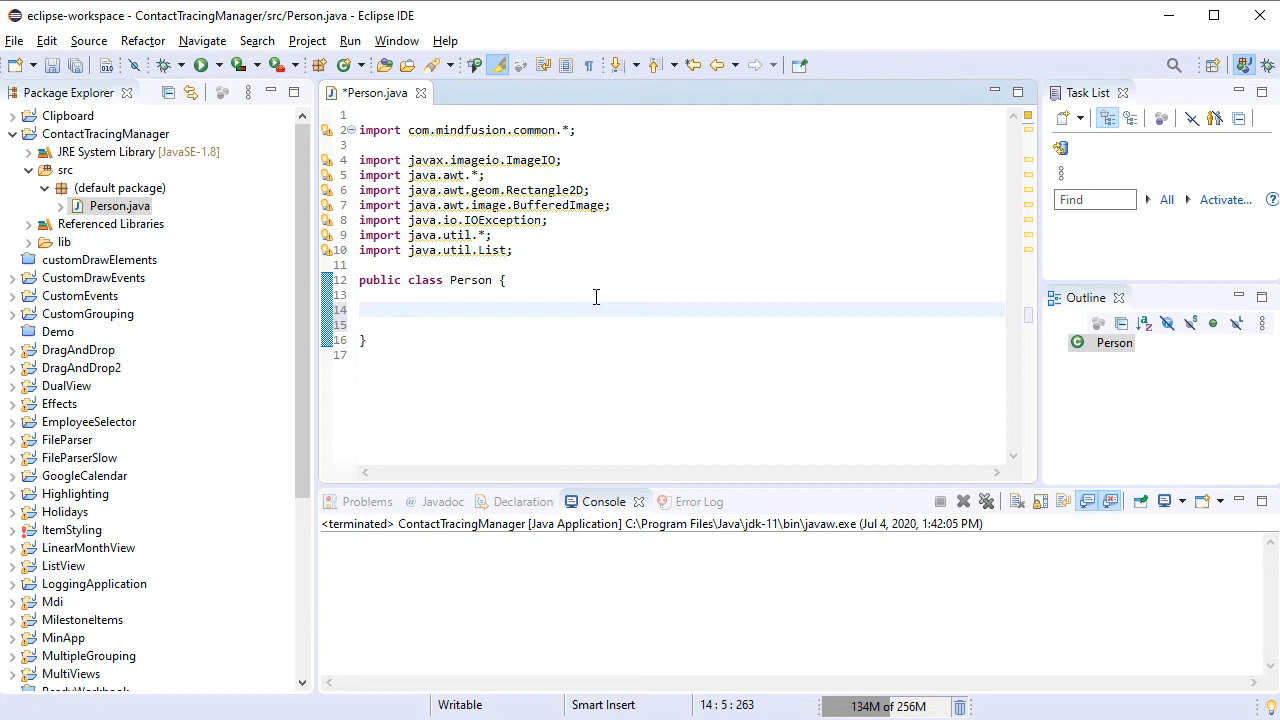 eclipse-workspace - ContactTracingManager/src/Person.java - Eclipse IDE
File Edit Source Refactor Navigate Search Project Run Window Help
Package Explorer
Clipboard
ContactTracingManager
JRE System Library [JavaSE-1.8]
src
(default package)
Person.java
Referenced Libraries
lib
customDrawElements
CustomDrawEvents
CustomEvents
CustomGrouping
Demo
DragAndDrop
DragAndDrop2
DualView
Effects
EmployeeSelector
FileParser
FileParserSlow
GoogleCalendar
Highlighting
Holidays
ItemStyling
LinearMonthView
ListView
LoggingApplication
Mdi
MilestoneItems
MinApp
MultipleGrouping
MultiViews
*Person.java
1
2 import com.mindfusion.common.*;
3
4 import javax.imageio.ImageIO;
5 import java.awt.*;
6 import java.awt.geom.Rectangle2D;
7 import java.awt.image.BufferedImage;
8 import java.io.IOException;
9 import java.util.*;
10 import java.util.List;
11
12 public class Person {
13
14
15
16 }
17
Task List
Find All Activate...
Outline
Person
Problems Javadoc Declaration Console Error Log
<terminated> ContactTracingManager [Java Application] C:\Program Files\Java\jdk-11\bin\javaw.exe (Jul 4, 2020, 1:42:05 PM)
Writable Smart Insert 14 : 5 : 263 134M of 256M